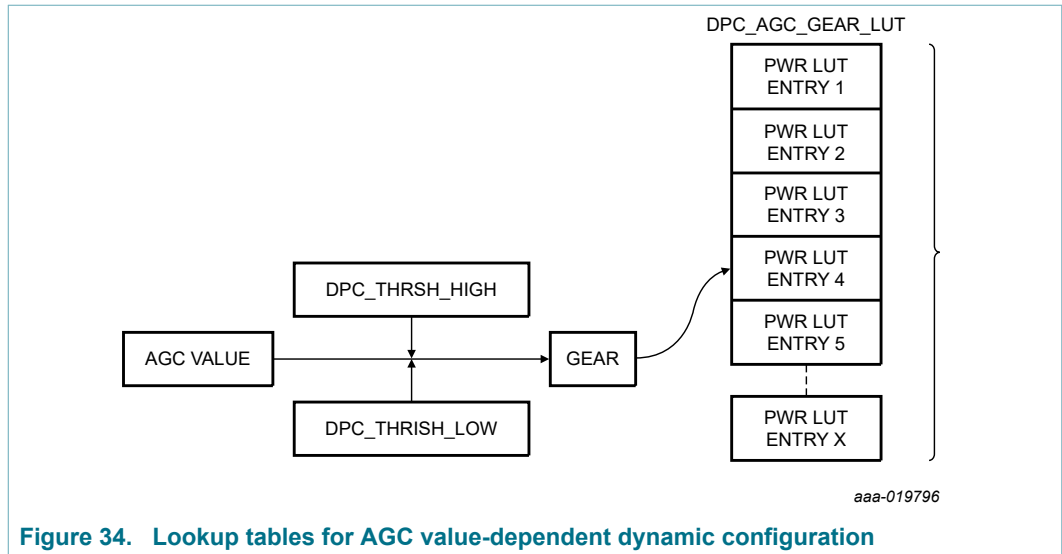 DPC_AGC_GEAR_LUT
PWR LUT
ENTRY 1
PWR LUT
ENTRY 2
PWR LUT
ENTRY 3
PWR LUT
ENTRY 4
PWR LUT
ENTRY 5
PWR LUT
ENTRY X
DPC_THRSH_HIGH
AGC VALUE
GEAR
DPC_THRISH_LOW
aaa-019796
Figure 34. Lookup tables for AGC value-dependent dynamic configuration